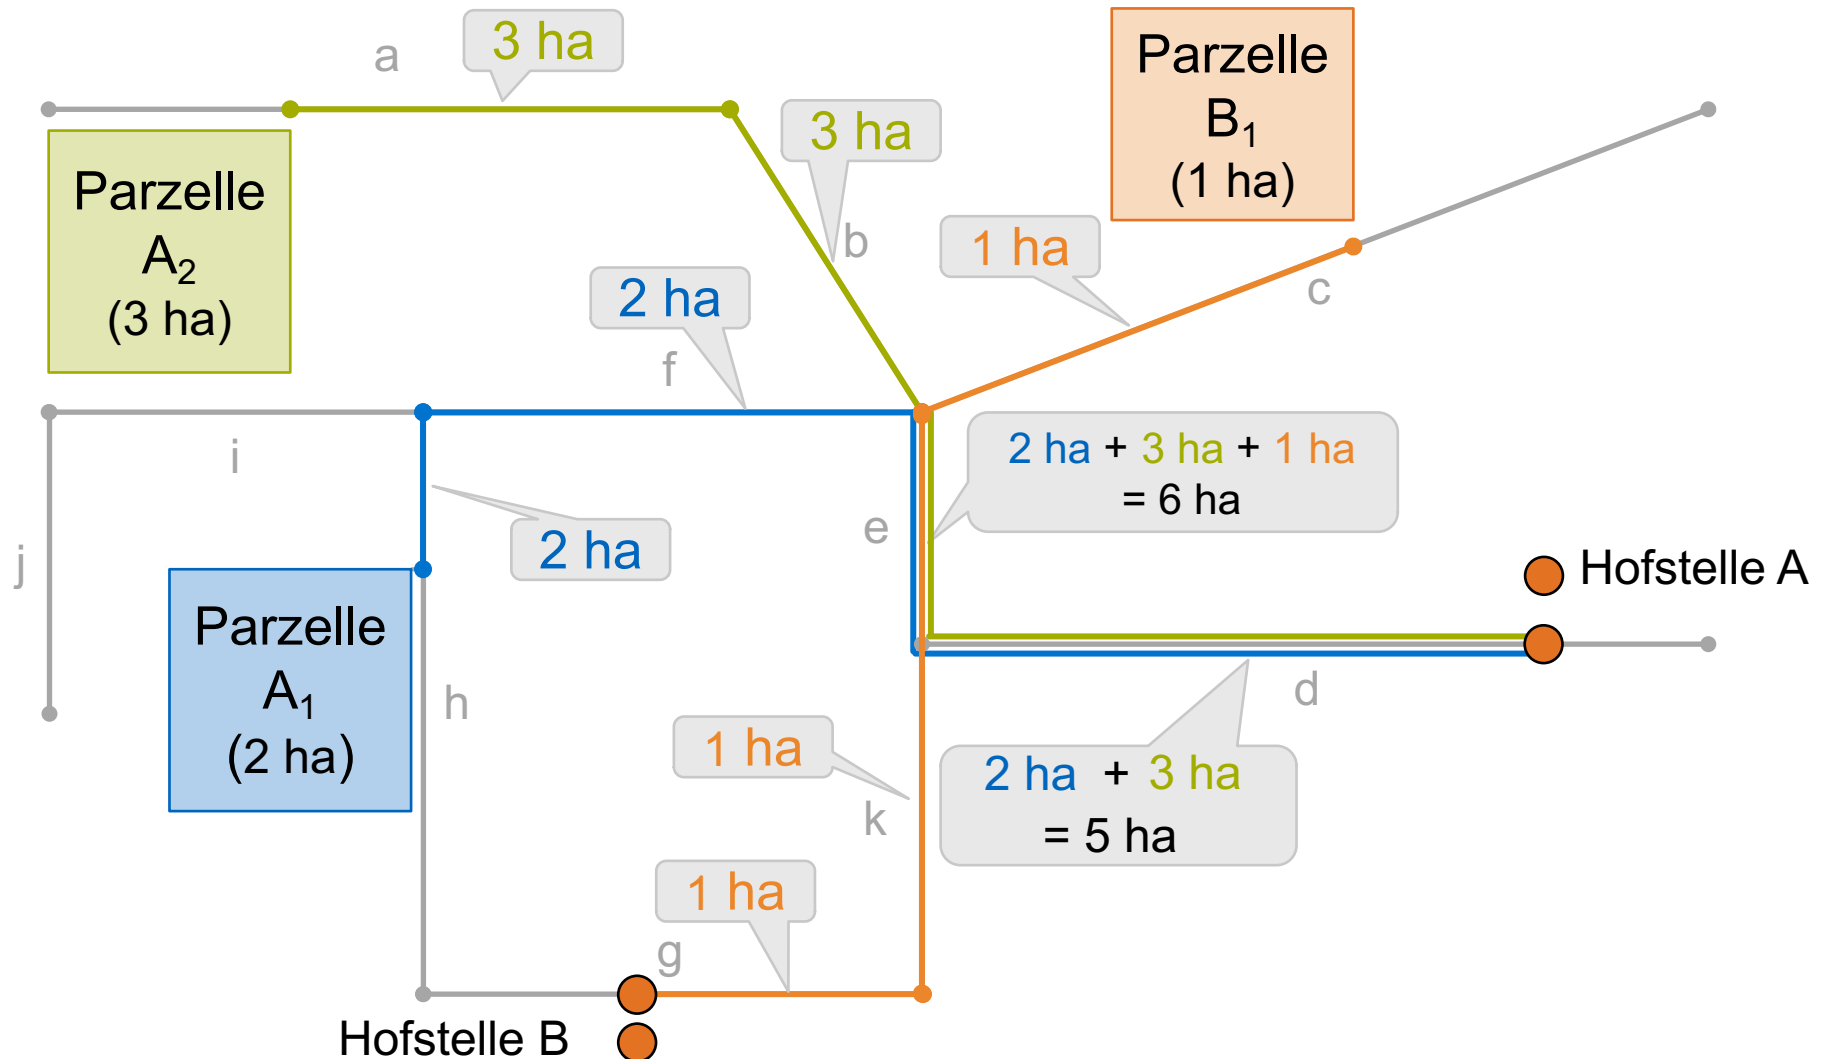 a
3 ha
Parzelle
B₁
(1 ha)
3 ha
Parzelle
A₂
(3 ha)
b
1 ha
c
2 ha
f
i
2 ha + 3 ha + 1 ha
= 6 ha
e
2 ha
j
Hofstelle A
Parzelle
A₁
(2 ha)
h
d
1 ha
k
2 ha + 3 ha
= 5 ha
1 ha
g
Hofstelle B